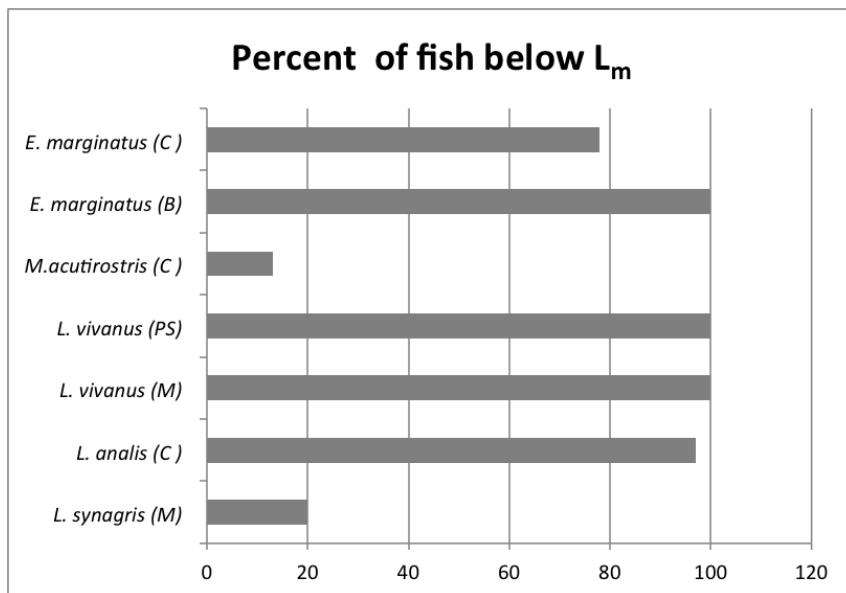 Percent of fish below Lm
E. marginatus (C )
E. marginatus (B)
M.acutirostris (C )
L. vivanus (PS)
L. vivanus (M)
L. analis (C )
L. synagris (M)
0 20 40 60 80 100 120